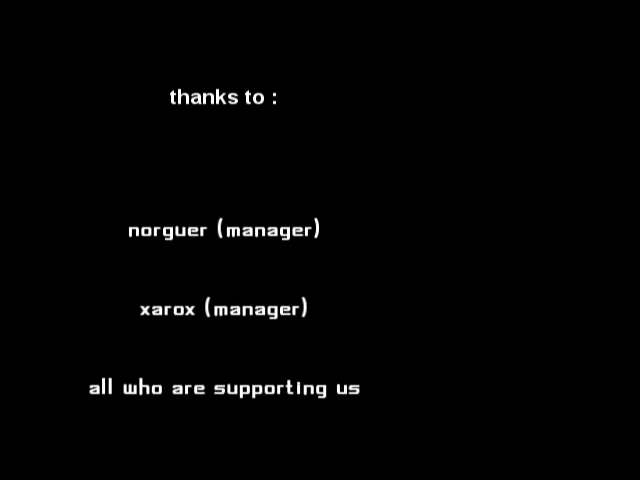 thanks to :
norguer (manager)
xarox (manager)
all who are supporting us